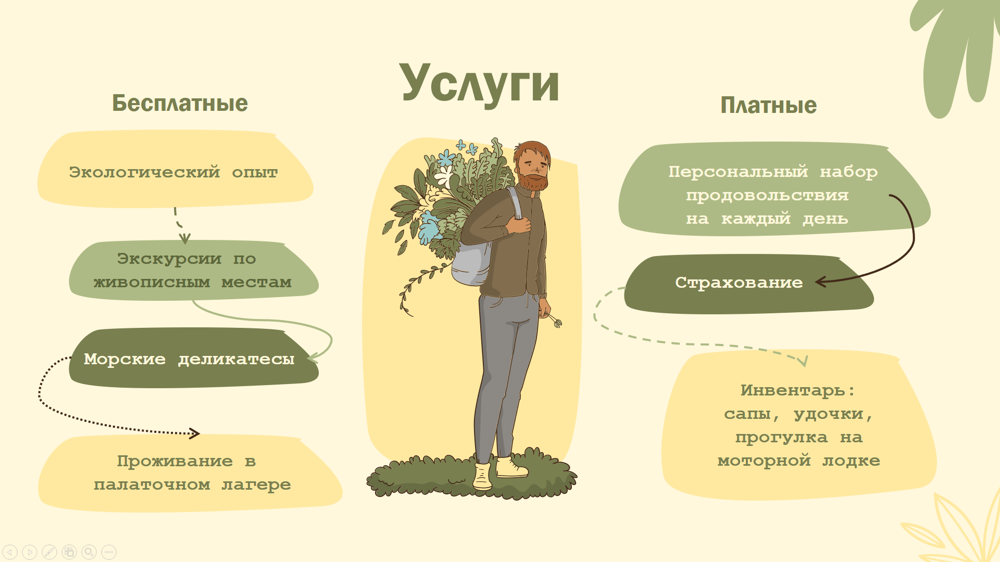 Услуги
Бесплатные
Экологический опыт
Экскурсии по
живописным местам
Морские деликатесы
Проживание в
палаточном лагере
Платные
Персональный набор
продовольствия
на каждый день
Страхование
Инвентарь:
сапы, удочки,
прогулка на
моторной лодке